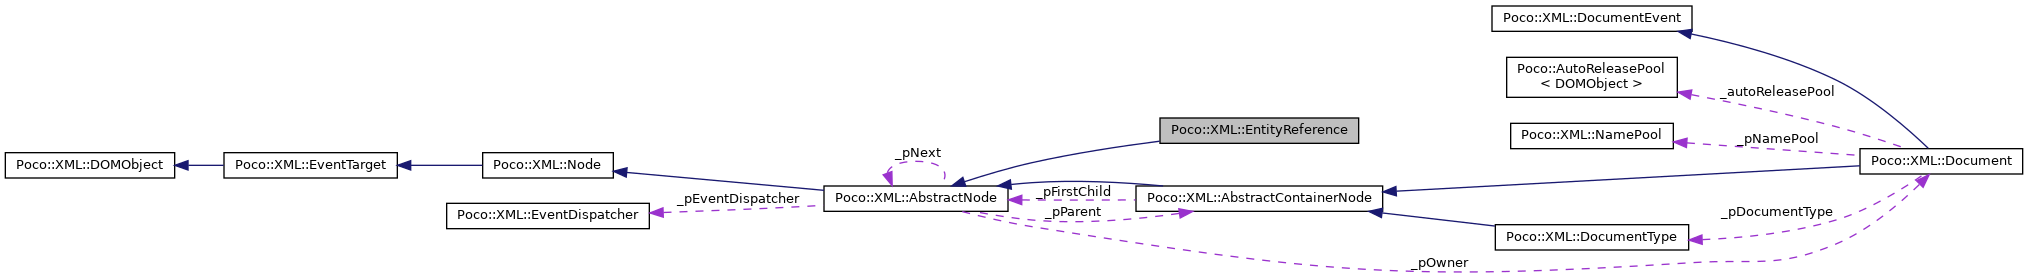 Poco::XML::DocumentEvent
Poco::AutoReleasePool
< DOMObject >
_autoReleasePool
Poco::XML::EntityReference
Poco::XML::NamePool
_pNamePool
_pNext
Poco::XML::DOMObject
Poco::XML::EventTarget
Poco::XML::Node
Poco::XML::Document
_pFirstChild
Poco::XML::AbstractNode
Poco::XML::AbstractContainerNode
_pEventDispatcher
Poco::XML::EventDispatcher
_pParent
_pDocumentType
Poco::XML::DocumentType
_pOwner